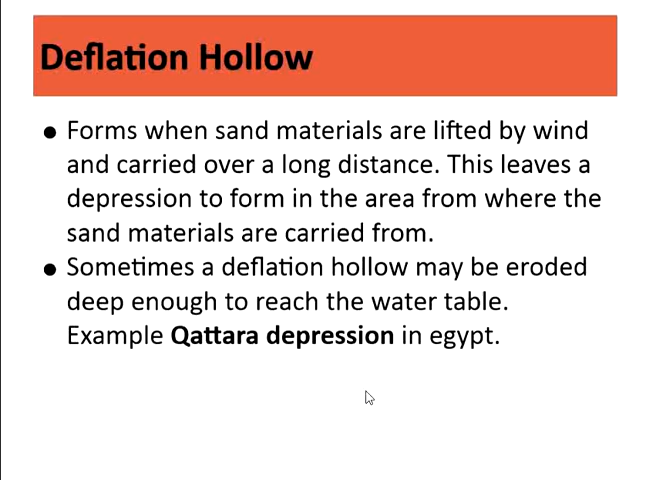 Deflation Hollow
● Forms when sand materials are lifted by wind
and carried over a long distance. This leaves a
depression to form in the area from where the
sand materials are carried from.
● Sometimes a deflation hollow may be eroded
deep enough to reach the water table.
Example Qattara depression in egypt.